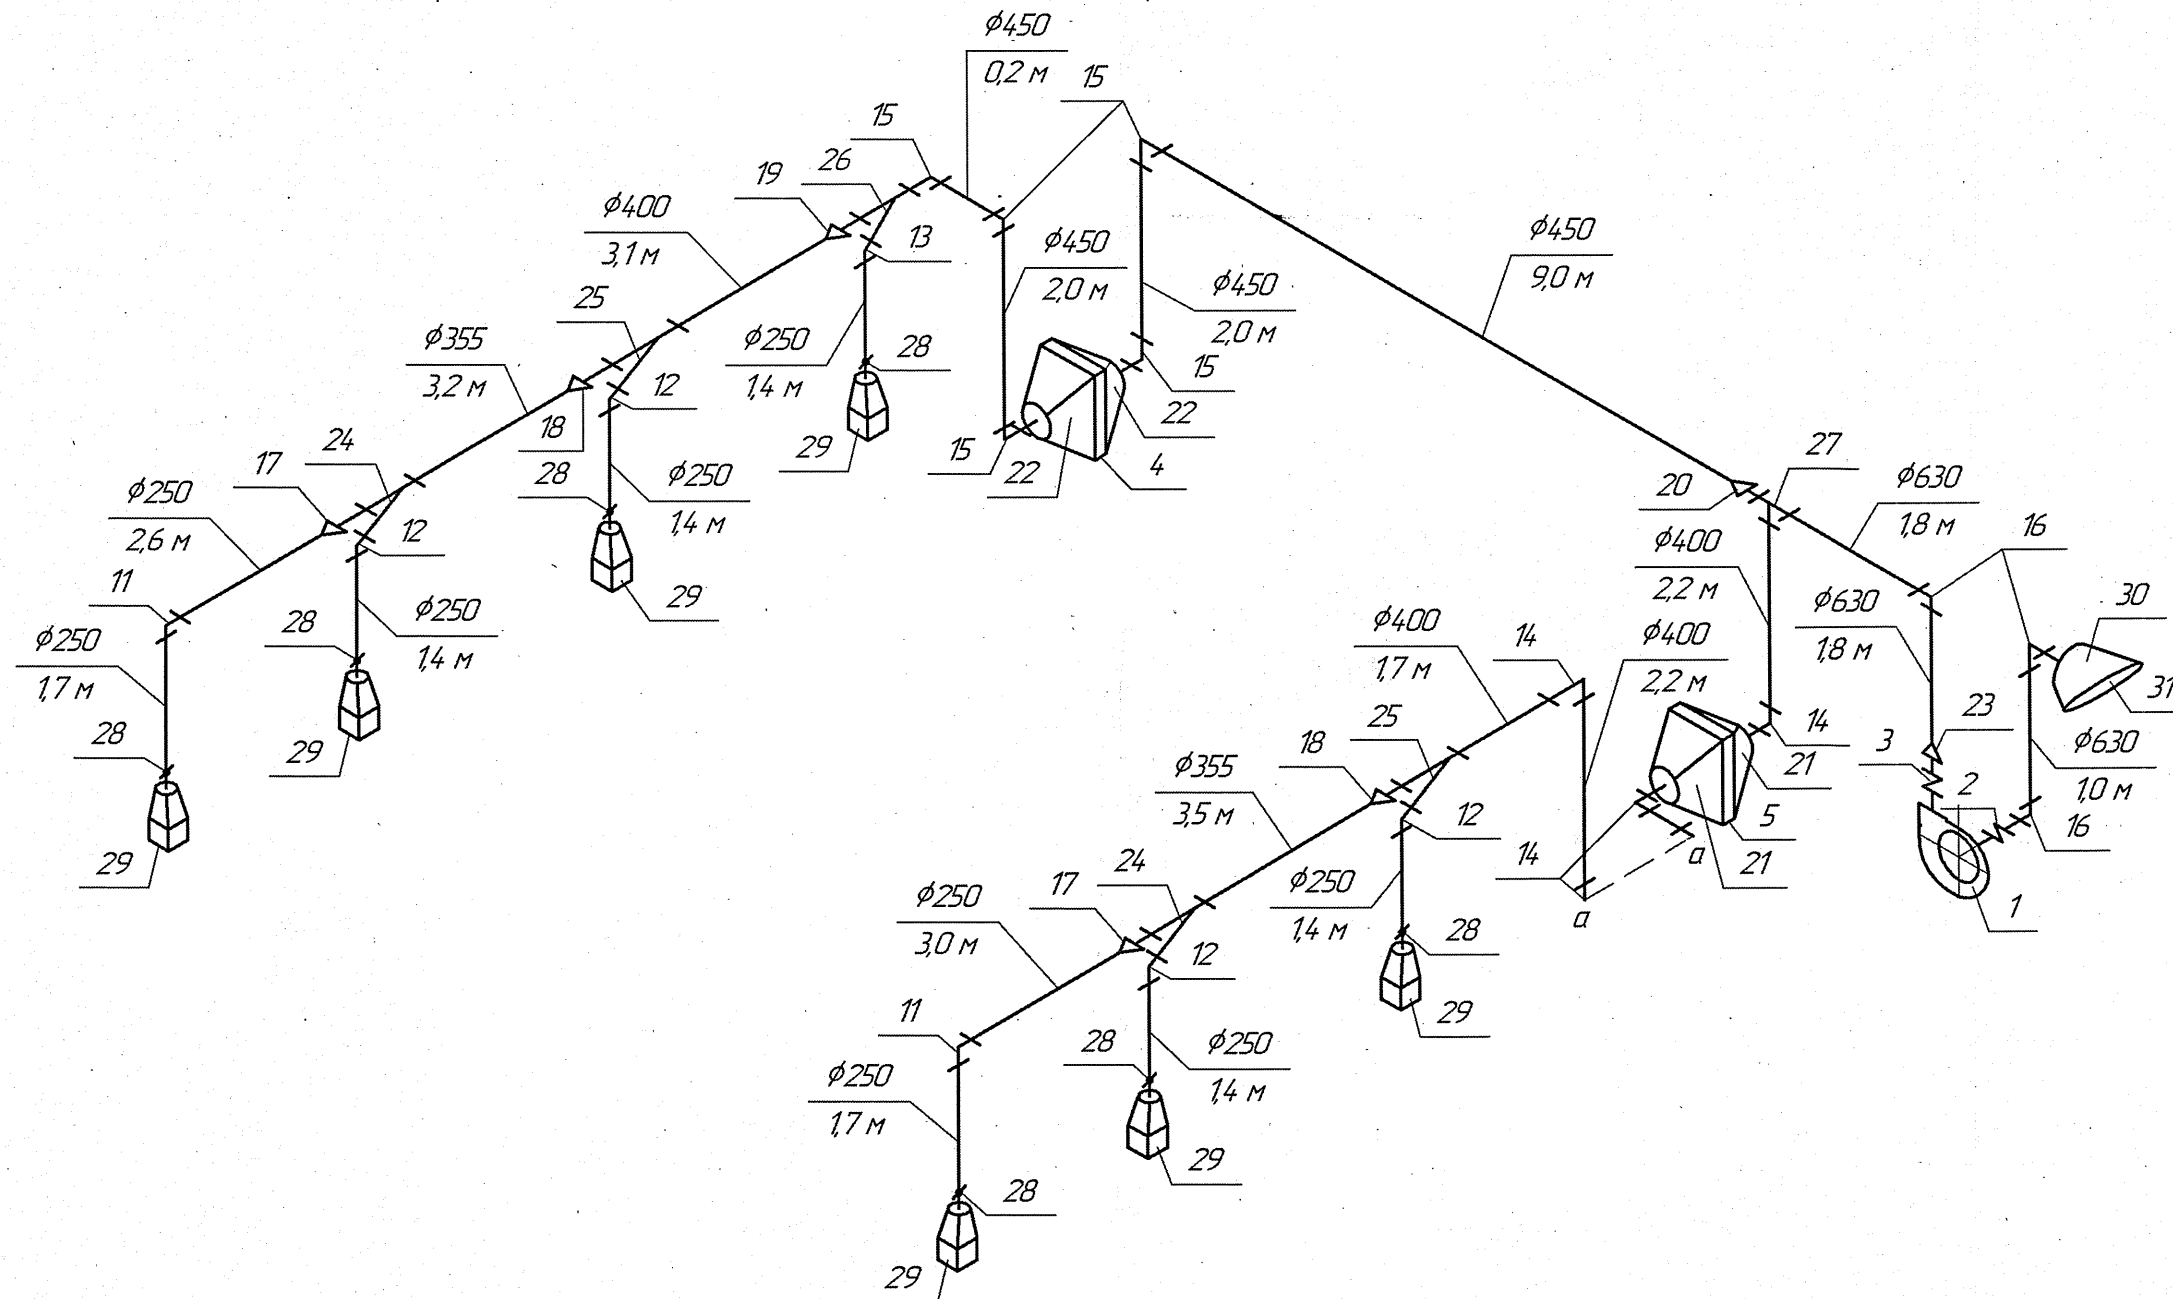 ϕ450
0,2 м
15
15
26
19
ϕ400
3,1 м
13
ϕ450
2,0 м
ϕ450
9,0 м
ϕ450
2,0 м
25
ϕ355
3,2 м
ϕ250
1,4 м
28
12
15
22
18
29
15
22
4
24
17
ϕ250
2,6 м
28
ϕ250
1,4 м
12
27
20
ϕ630
1,8 м
16
ϕ400
2,2 м
11
ϕ250
1,7 м
28
ϕ250
1,4 м
29
ϕ400
1,7 м
14
ϕ400
2,2 м
ϕ630
1,8 м
30
31
28
29
25
18
ϕ355
3,5 м
14
21
3
23
2
ϕ630
1,0 м
29
12
14
а
5
21
16
24
17
ϕ250
3,0 м
ϕ250
1,4 м
а
1
12
28
11
29
ϕ250
1,7 м
28
ϕ250
1,4 м
29
28
29